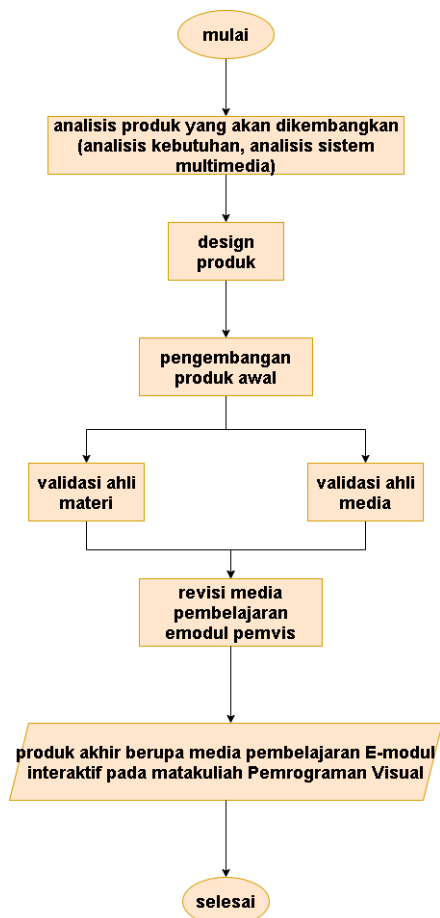 mulai
analisis produk yang akan dikembangkan
(analisis kebutuhan, analisis sistem
multimedia)
design
produk
pengembangan
produk awal
validasi ahli
materi
validasi ahli
media
revisi media
pembelajaran
emodul pemvis
produk akhir berupa media pembelajaran E-modul
interaktif pada matakuliah Pemrograman Visual
selesai